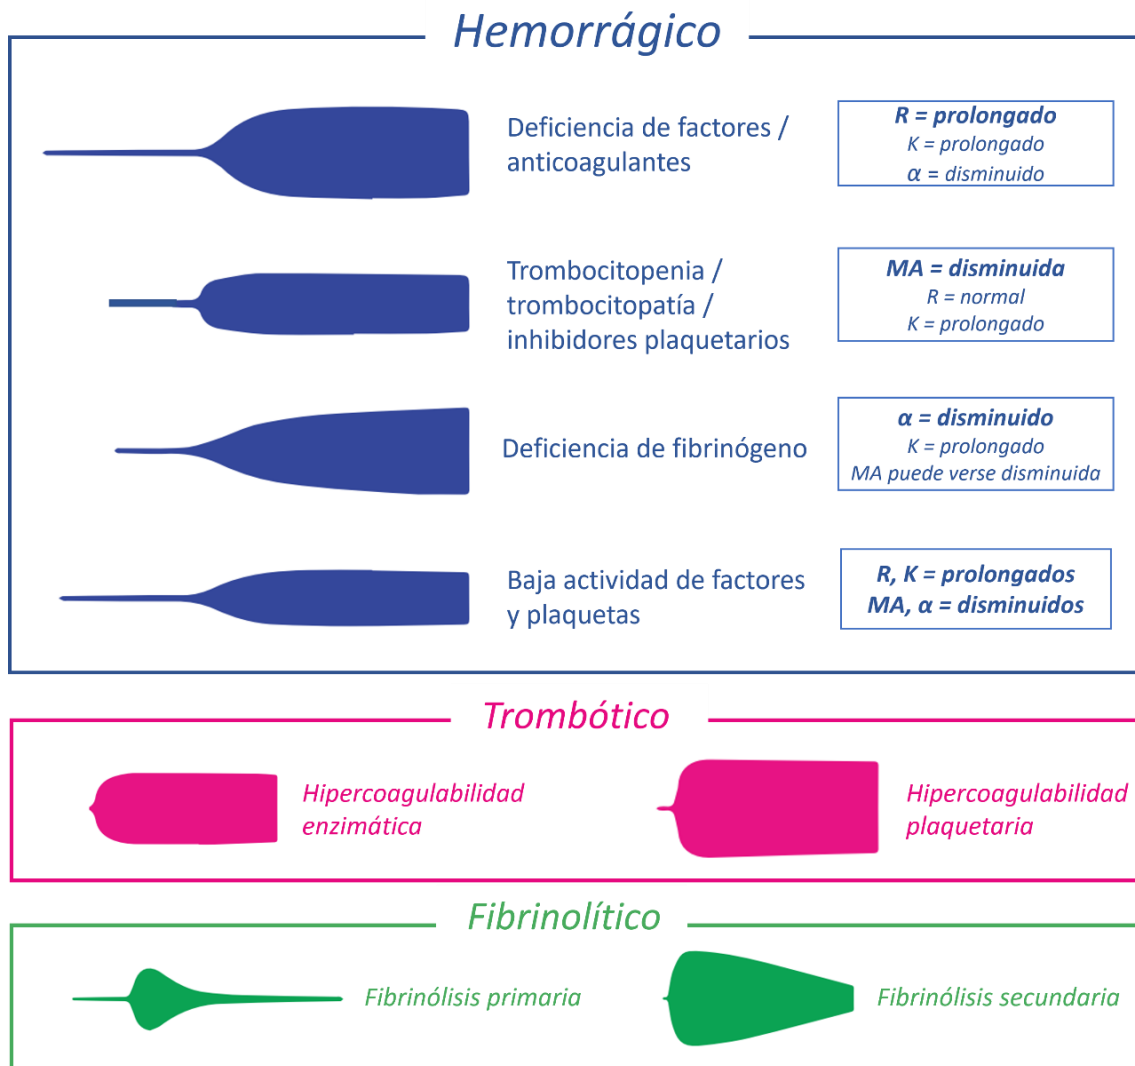 Hemorrágico
Deficiencia de factores /
anticoagulantes
R = prolongado
K = prolongado
α = disminuido
Trombocitopenia /
trombocitopatía /
inhibidores plaquetarios
MA = disminuida
R = normal
K = prolongado
Deficiencia de fibrinógeno
α = disminuido
K = prolongado
MA puede verse disminuida
Baja actividad de factores
y plaquetas
R, K = prolongados
MA, α = disminuidos
Trombótico
Hipercoagulabilidad
enzimática
Hipercoagulabilidad
plaquetaria
Fibrinolítico
Fibrinólisis primaria
Fibrinólisis secundaria